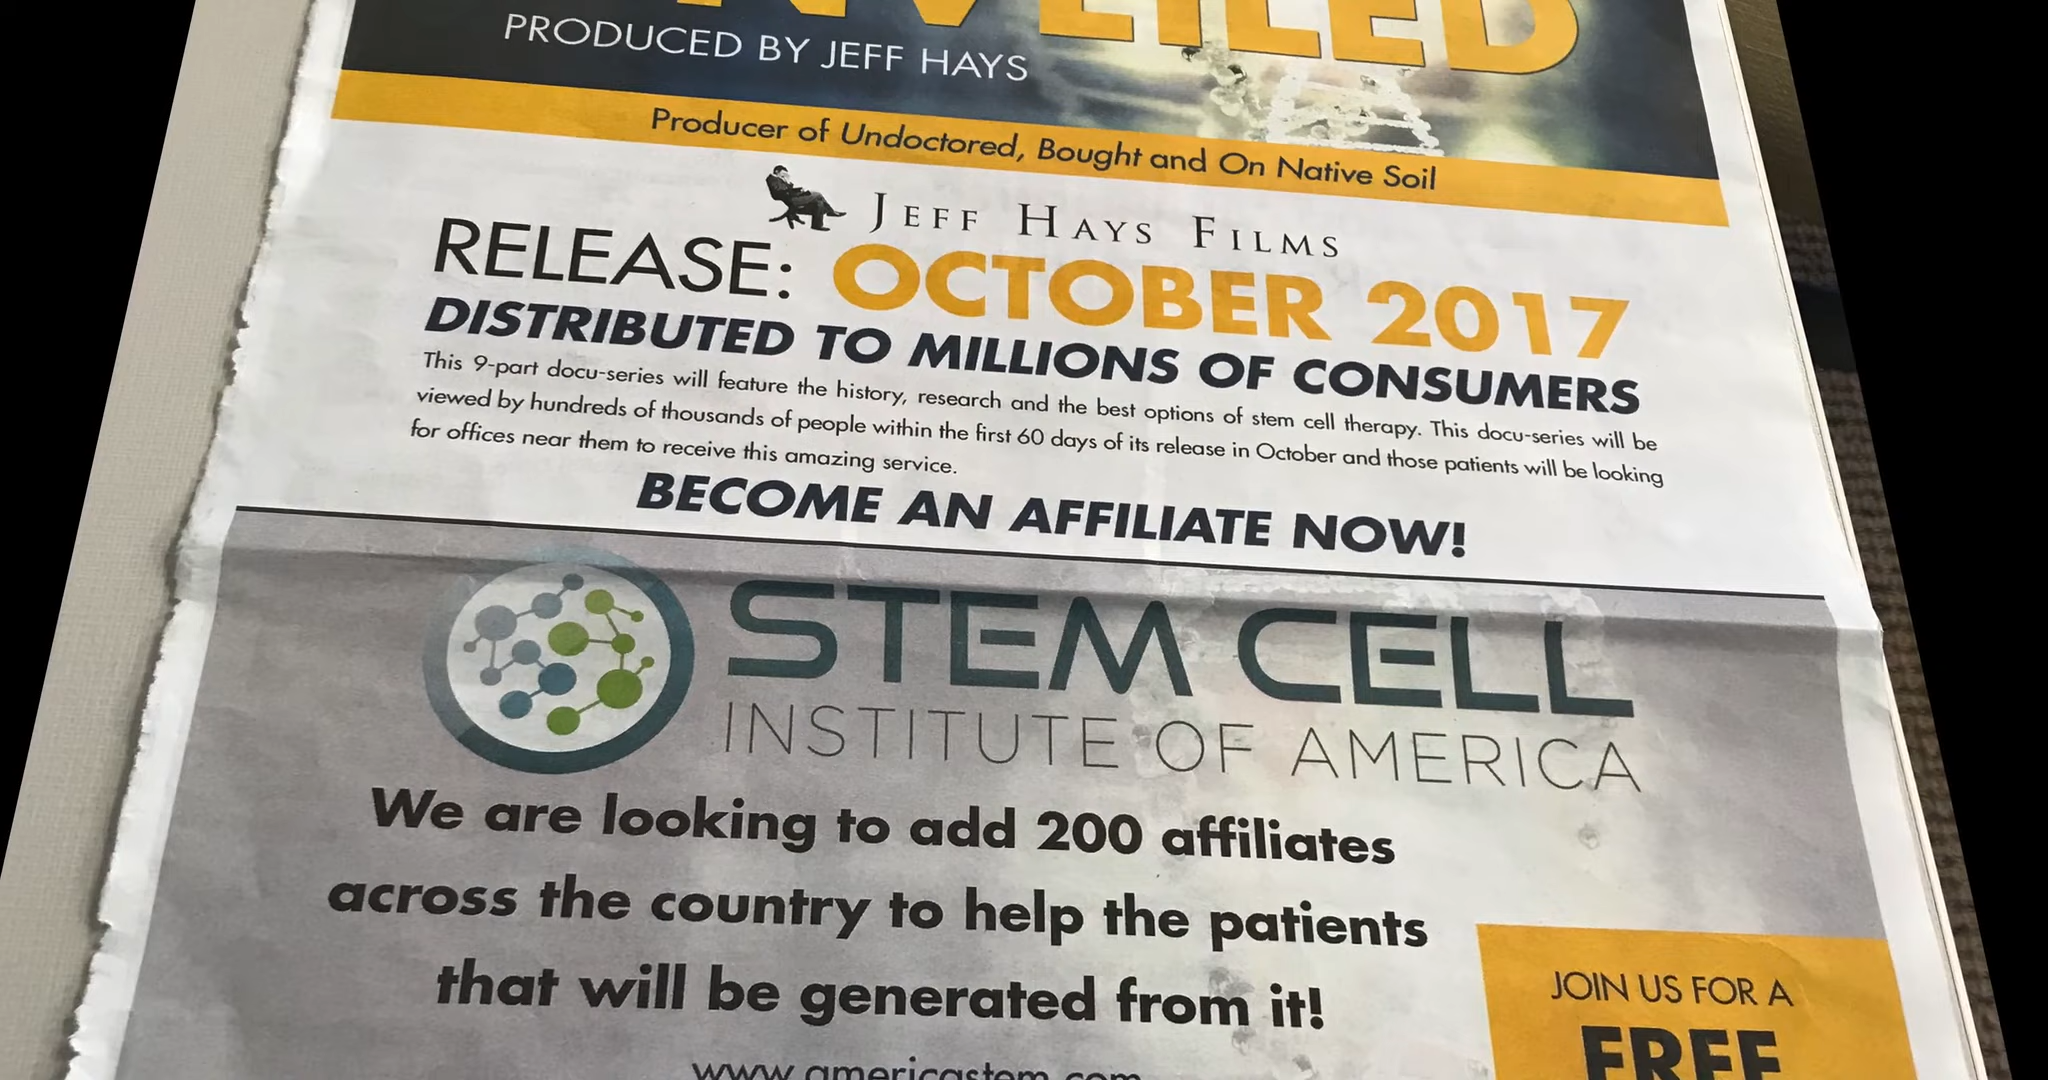 PRODUCED BY JEFF HAYS
Producer of Undoctored, Bought and On Native Soil
JEFF HAYS FILMS
RELEASE: OCTOBER 2017
DISTRIBUTED TO MILLIONS OF CONSUMERS
This 9-part docu-series will feature the history, research and the best options of stem cell therapy. This docu-series will be
viewed by hundreds of thousands of people within the first 60 days of its release in October and those patients will be looking
for offices near them to receive this amazing service.
BECOME AN AFFILIATE NOW!
STEM CELL
INSTITUTE OF AMERICA
We are looking to add 200 affiliates
across the country to help the patients
that will be generated from it!
www.americastem.com
JOIN US FOR A
FREE